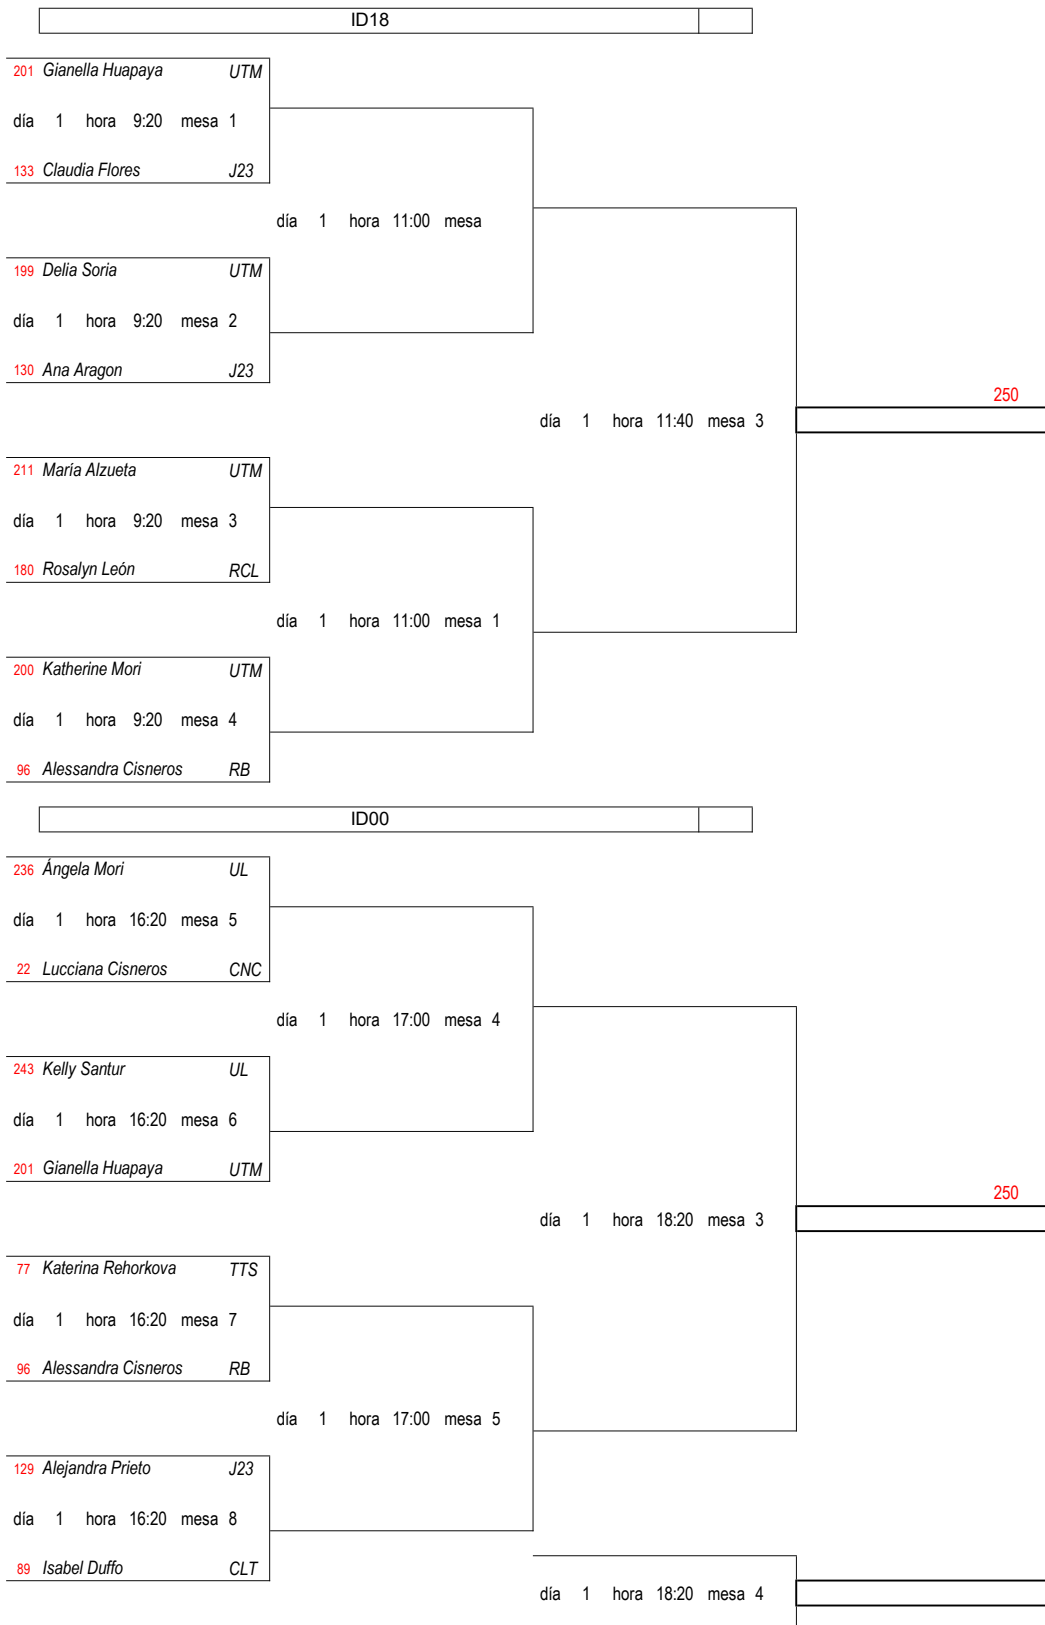 ID18
201 Gianella Huapaya UTM
día 1 hora 9:20 mesa 1
133 Claudia Flores J23
día 1 hora 11:00 mesa
199 Delia Soria UTM
día 1 hora 9:20 mesa 2
130 Ana Aragon J23
250
día 1 hora 11:40 mesa 3
211 María Alzueta UTM
día 1 hora 9:20 mesa 3
180 Rosalyn León RCL
día 1 hora 11:00 mesa 1
200 Katherine Mori UTM
día 1 hora 9:20 mesa 4
96 Alessandra Cisneros RB
ID00
236 Ángela Mori UL
día 1 hora 16:20 mesa 5
22 Lucciana Cisneros CNC
día 1 hora 17:00 mesa 4
243 Kelly Santur UL
día 1 hora 16:20 mesa 6
201 Gianella Huapaya UTM
250
día 1 hora 18:20 mesa 3
77 Katerina Rehorkova TTS
día 1 hora 16:20 mesa 7
96 Alessandra Cisneros RB
día 1 hora 17:00 mesa 5
129 Alejandra Prieto J23
día 1 hora 16:20 mesa 8
89 Isabel Duffo CLT
día 1 hora 18:20 mesa 4